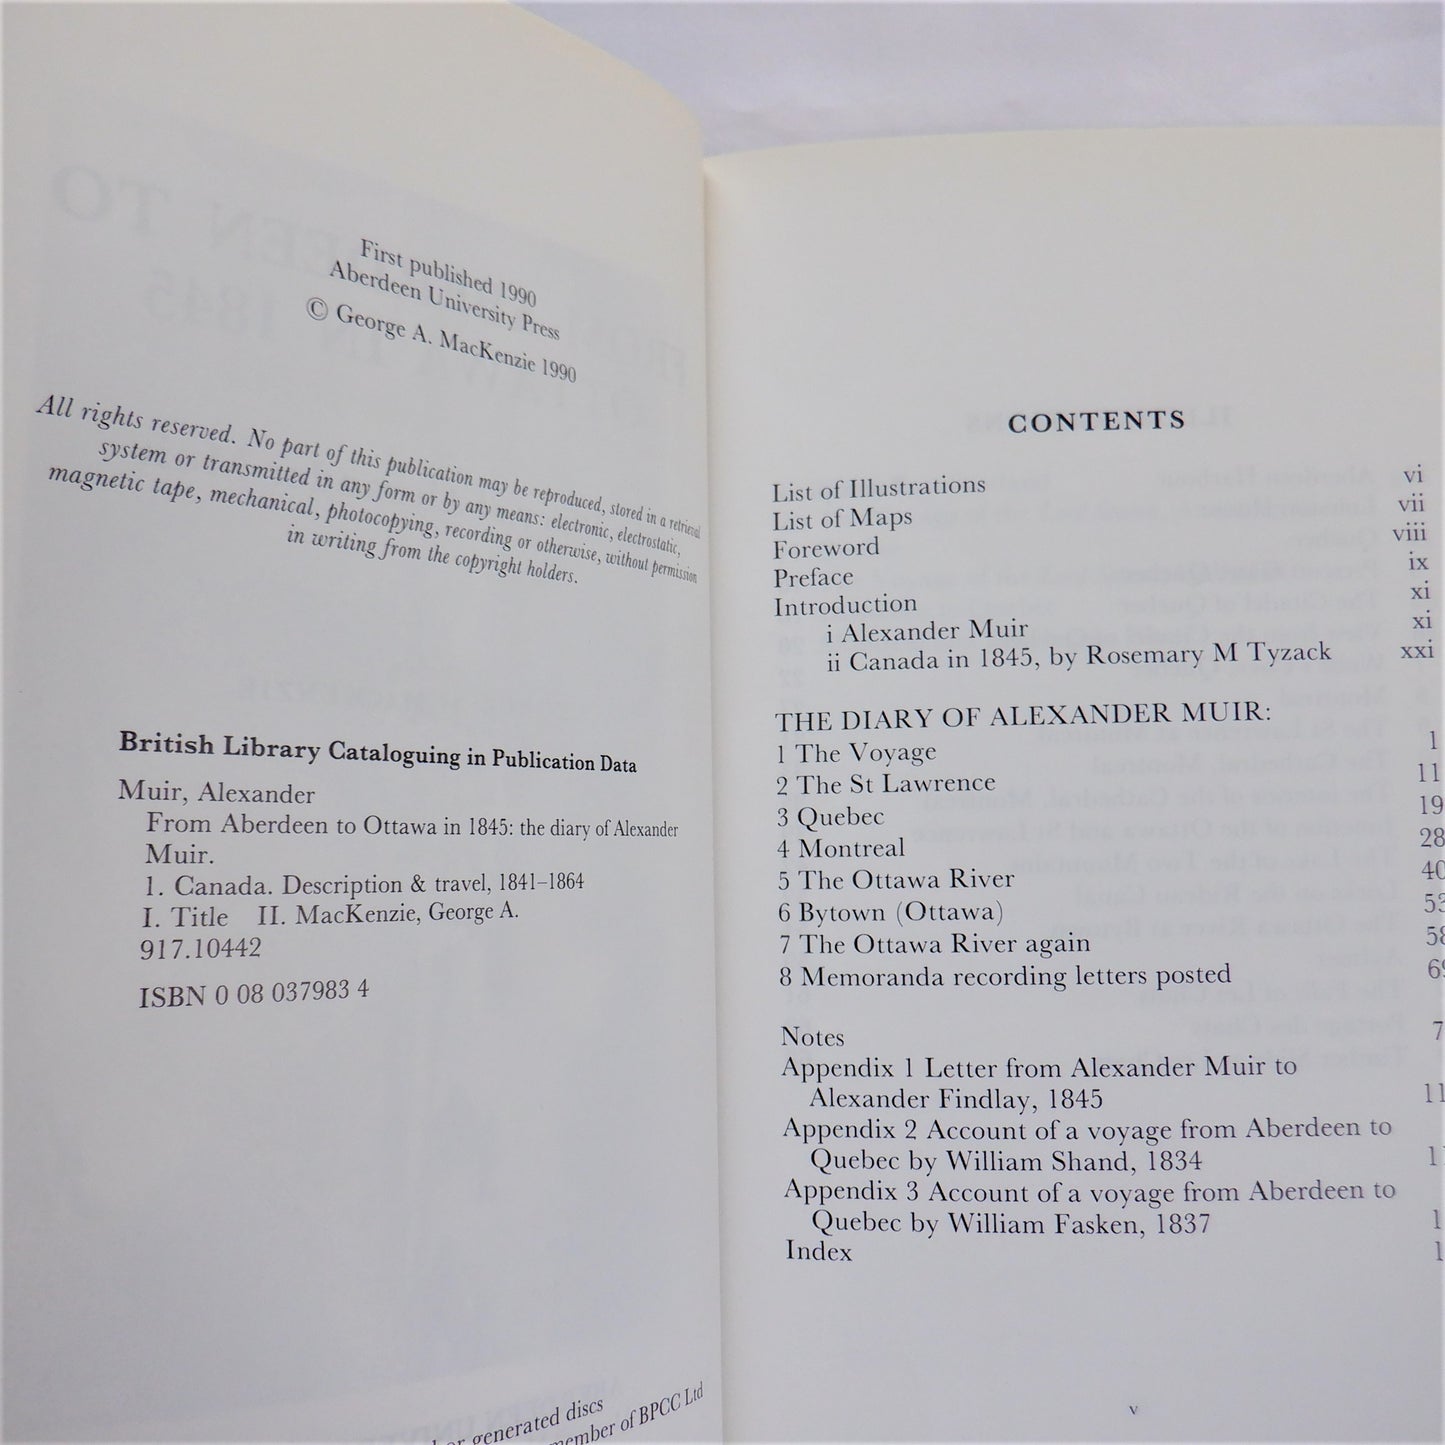 First published 1990
Aberdeen University Press
© George A. MacKenzie 1990
All rights reserved. No part of this publication may be reproduced, stored in a retrieval
system or transmitted in any form or by any means: electronic, electrostatic,
magnetic tape, mechanical, photocopying, recording or otherwise, without permission
in writing from the copyright holders.
British Library Cataloguing in Publication Data
Muir, Alexander
From Aberdeen to Ottawa in 1845: the diary of Alexander
Muir.
1. Canada. Description & travel, 1841–1864
I. Title II. MacKenzie, George A.
917.10442
ISBN 0 08 037983 4
generated discs
member of BPCC Ltd
CONTENTS
List of Illustrations vi
List of Maps vii
Foreword viii
Preface ix
Introduction xi
i Alexander Muir xi
ii Canada in 1845, by Rosemary M Tyzack xxi
THE DIARY OF ALEXANDER MUIR:
1 The Voyage 1
2 The St Lawrence 11
3 Quebec 19
4 Montreal 28
5 The Ottawa River 40
6 Bytown (Ottawa) 53
7 The Ottawa River again 58
8 Memoranda recording letters posted 69
Notes
Appendix 1 Letter from Alexander Muir to
Alexander Findlay, 1845
Appendix 2 Account of a voyage from Aberdeen to
Quebec by William Shand, 1834
Appendix 3 Account of a voyage from Aberdeen to
Quebec by William Fasken, 1837
Index
v